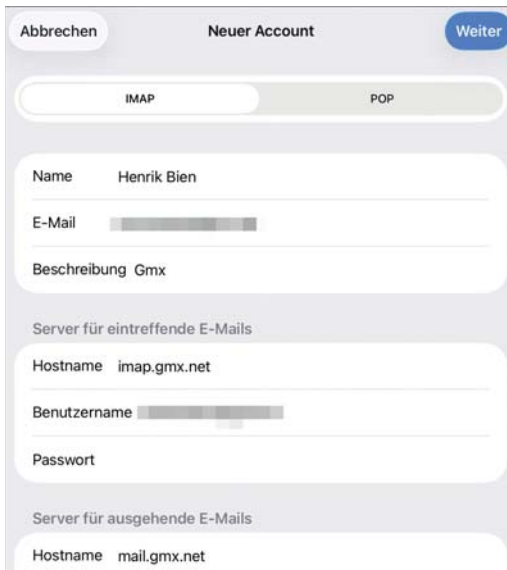 Abbrechen Neuer Account Weiter
IMAP POP
Name Henrik Bien
E-Mail
Beschreibung Gmx
Server für eintreffende E-Mails
Hostname imap.gmx.net
Benutzername
Passwort
Server für ausgehende E-Mails
Hostname mail.gmx.net